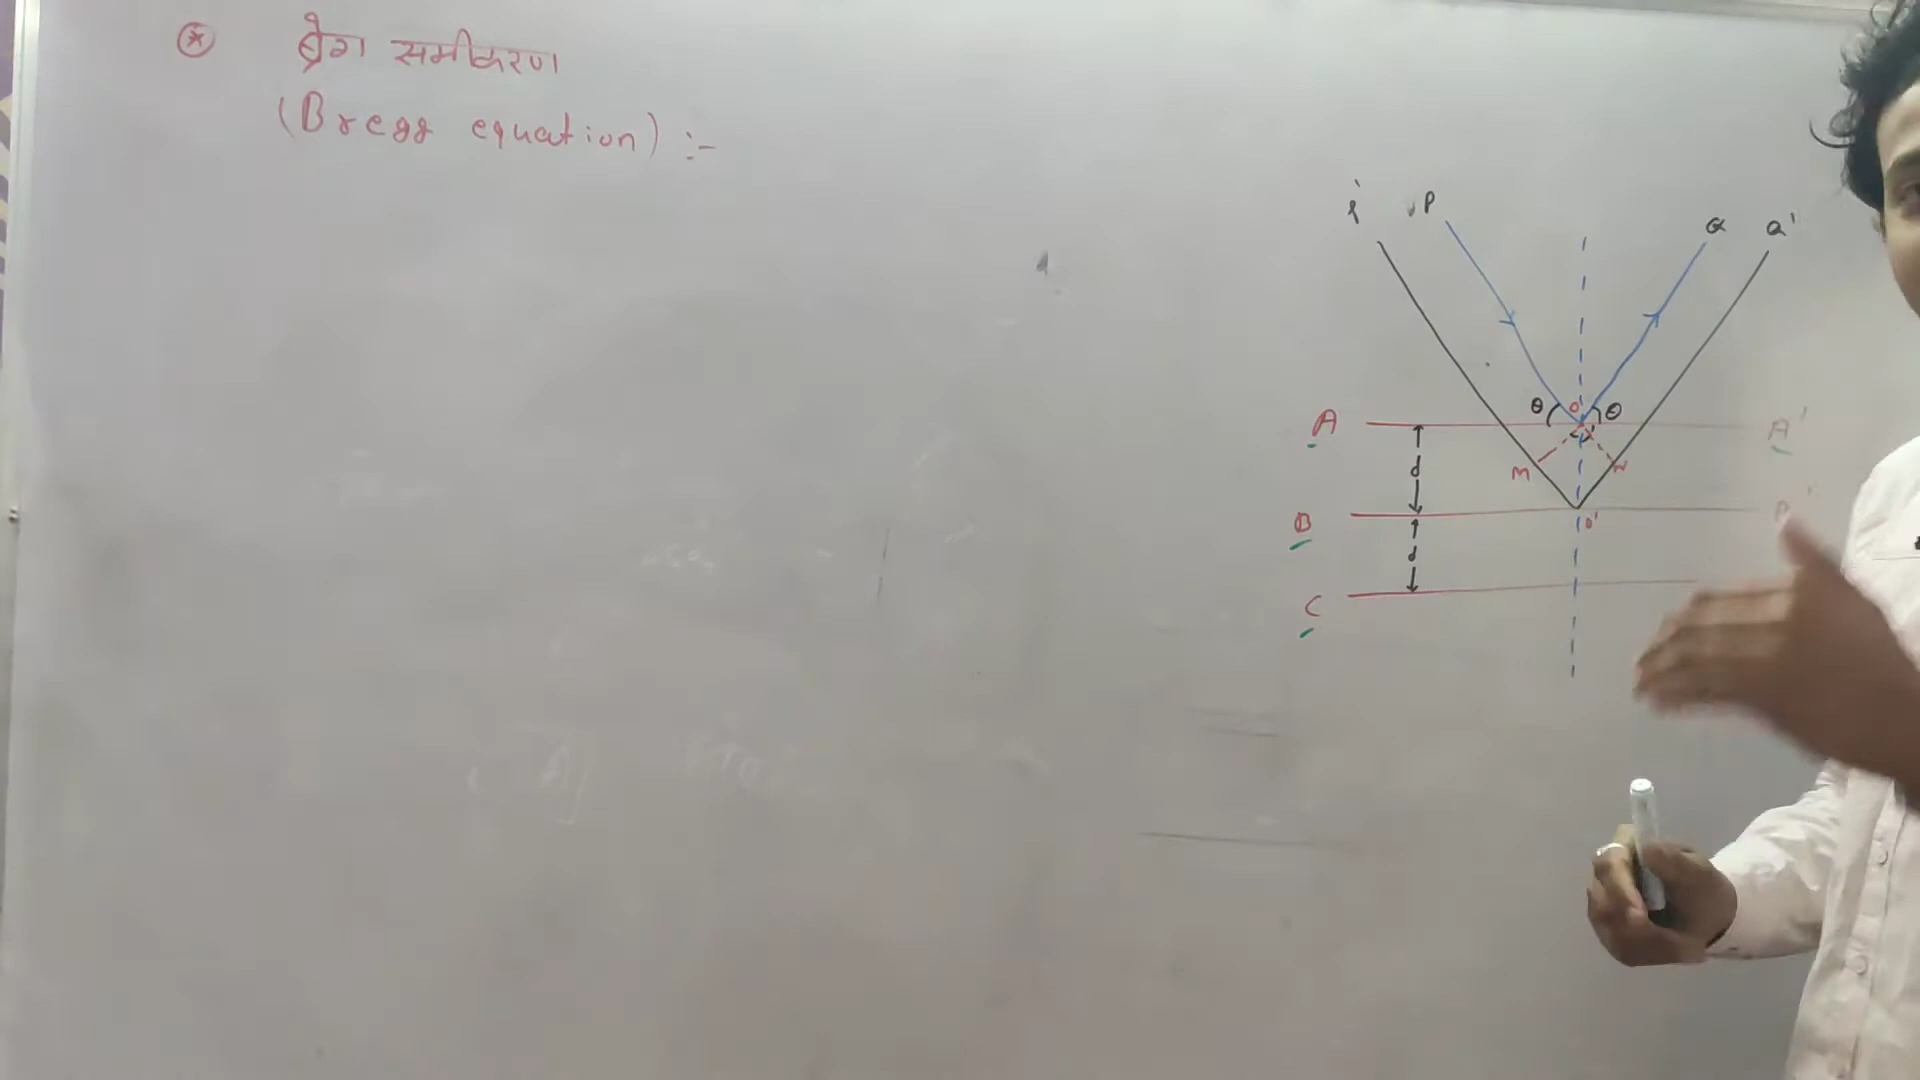 * ब्रेग समीकरण
(Bregg equation) :-
P Q Q'
θ O θ
A A'
d
M N
B O'
d
C